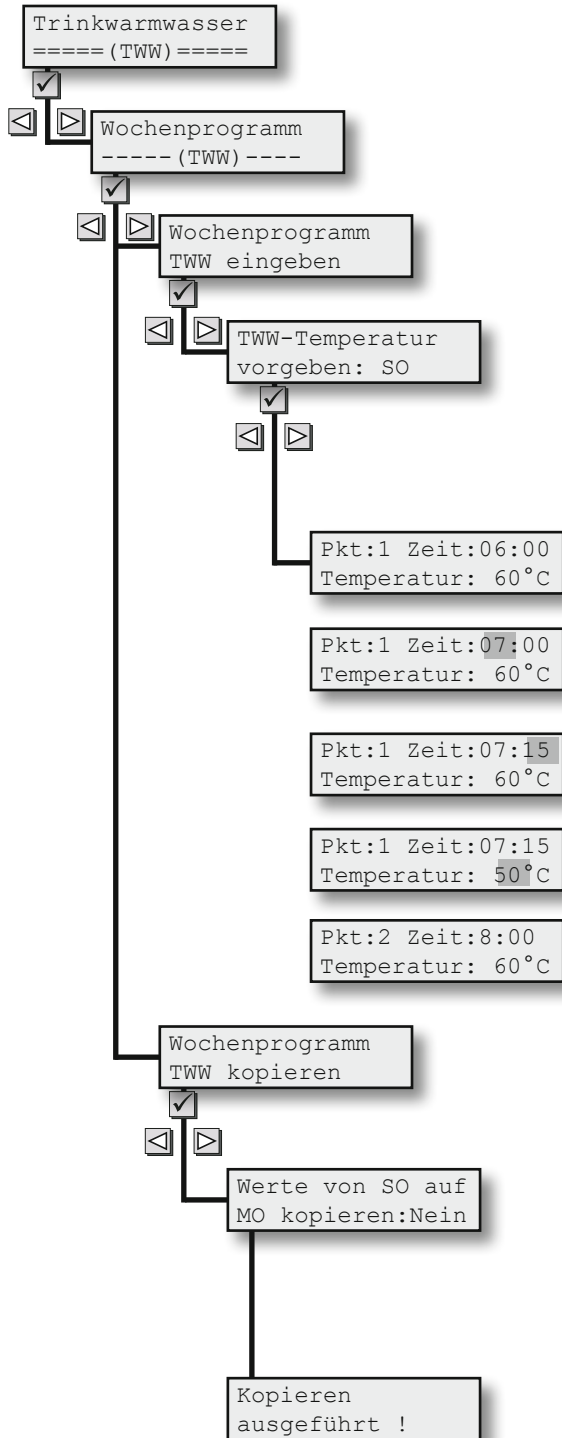 Trinkwarmwasser
=====(TWW)=====
Wochenprogramm
-----(TWW)----
Wochenprogramm
TWW eingeben
TWW-Temperatur
vorgeben: SO
Pkt:1 Zeit:06:00
Temperatur: 60°C
Pkt:1 Zeit:07:00
Temperatur: 60°C
Pkt:1 Zeit:07:15
Temperatur: 60°C
Pkt:1 Zeit:07:15
Temperatur: 50°C
Pkt:2 Zeit:8:00
Temperatur: 60°C
Wochenprogramm
TWW kopieren
Werte von SO auf
MO kopieren:Nein
Kopieren
ausgeführt !